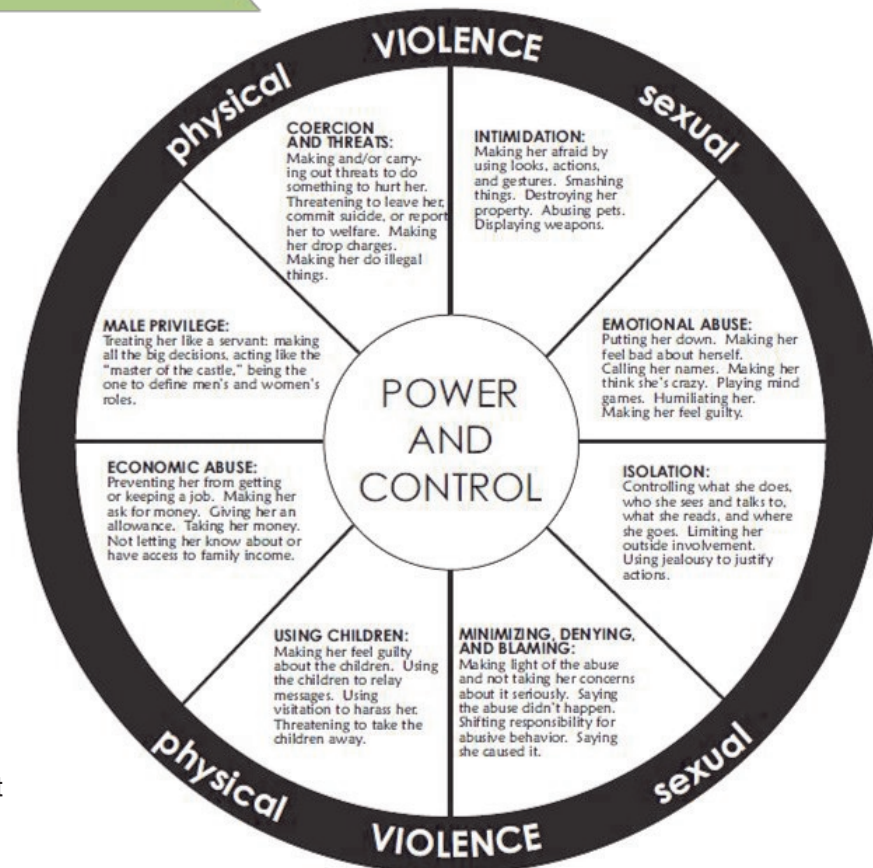 VIOLENCE
physical
sexual
COERCION
AND THREATS:
Making and/or carry-
ing out threats to do
something to hurt her.
Threatening to leave her,
commit suicide, or report
her to welfare. Making
her drop charges.
Making her do illegal
things.
INTIMIDATION:
Making her afraid by
using looks, actions,
and gestures. Smashing
things. Destroying her
property. Abusing pets.
Displaying weapons.
MALE PRIVILEGE:
Treating her like a servant: making
all the big decisions, acting like the
"master of the castle," being the
one to define men's and women's
roles.
EMOTIONAL ABUSE:
Putting her down. Making her
feel bad about herself.
Calling her names. Making her
think she's crazy. Playing mind
games. Humiliating her.
Making her feel guilty.
POWER
AND
CONTROL
ECONOMIC ABUSE:
Preventing her from getting
or keeping a job. Making her
ask for money. Giving her an
allowance. Taking her money.
Not letting her know about or
have access to family income.
ISOLATION:
Controlling what she does,
who she sees and talks to,
what she reads, and where
she goes. Limiting her
outside involvement.
Using jealousy to justify
actions.
USING CHILDREN:
Making her feel guilty
about the children. Using
the children to relay
messages. Using
visitation to harass her.
Threatening to take the
children away.
MINIMIZING, DENYING,
AND BLAMING:
Making light of the abuse
and not taking her concerns
about it seriously. Saying
the abuse didn't happen.
Shifting responsibility for
abusive behavior. Saying
she caused it.
physical
sexual
VIOLENCE